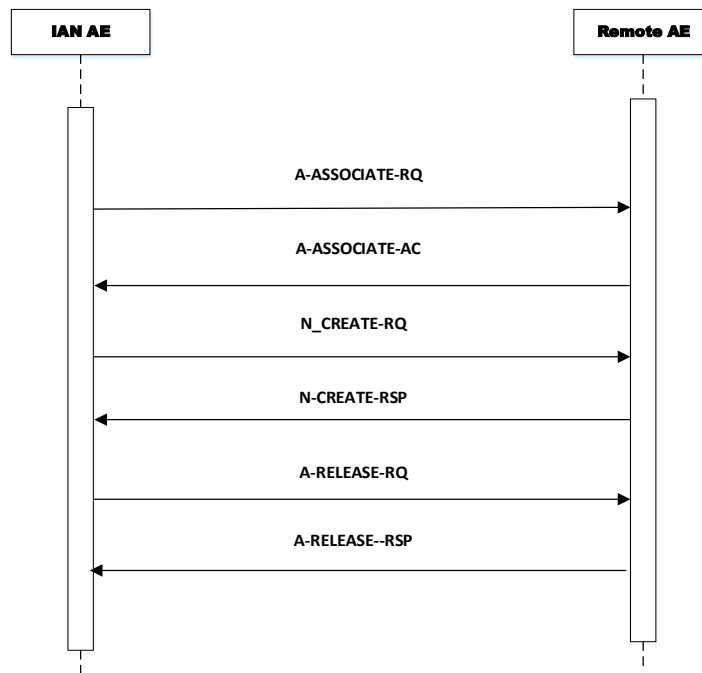 IAN AE
Remote AE
A-ASSOCIATE-RQ
A-ASSOCIATE-AC
N_CREATE-RQ
N-CREATE-RSP
A-RELEASE-RQ
A-RELEASE--RSP